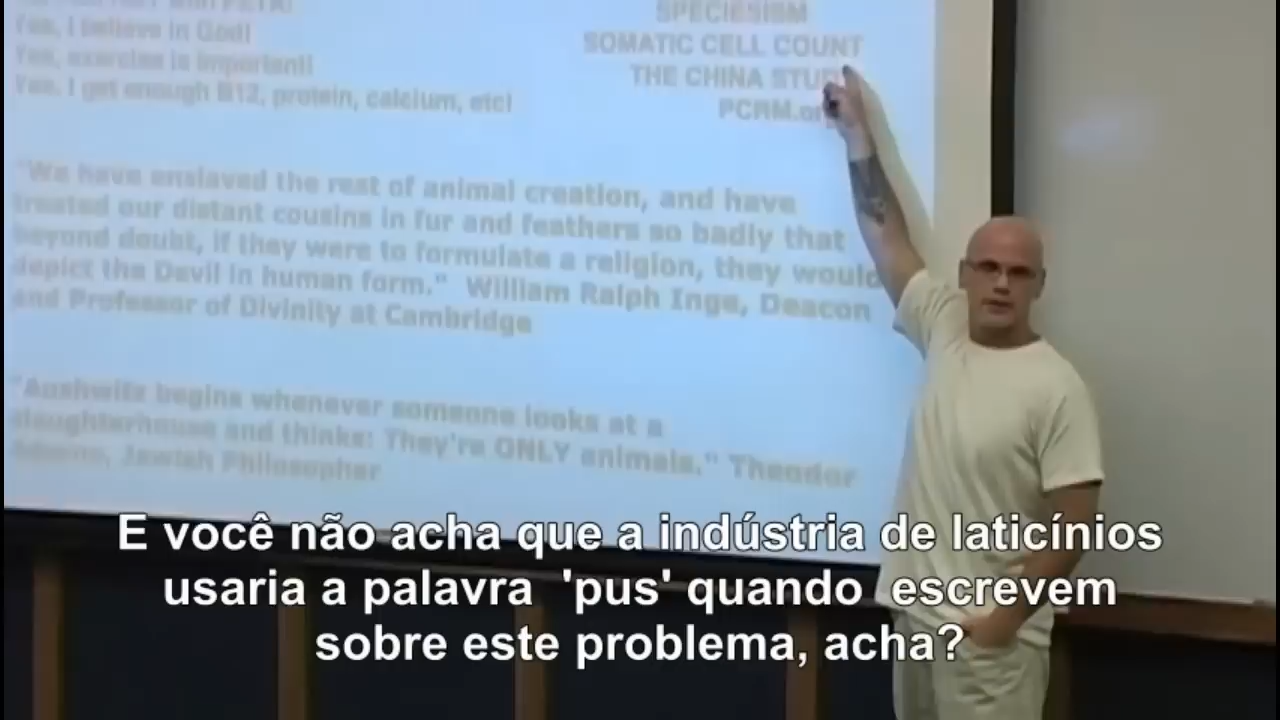 Yes, I believe in God!
Yes, exercise is important!
Yes, I get enough B12, protein, calcium, etc!
SPECIESISM
SOMATIC CELL COUNT
THE CHINA STUDY
PCRM.org
"We have enslaved the rest of animal creation, and have
treated our distant cousins in fur and feathers so badly that
beyond doubt, if they were to formulate a religion, they would
depict the Devil in human form." William Ralph Inge, Deacon
and Professor of Divinity at Cambridge
"Aushwitz begins whenever someone looks at a
slaughterhouse and thinks: They're ONLY animals." Theodor
Adorno, Jewish Philosopher
E você não acha que a indústria de laticínios
usaria a palavra 'pus' quando escrevem
sobre este problema, acha?